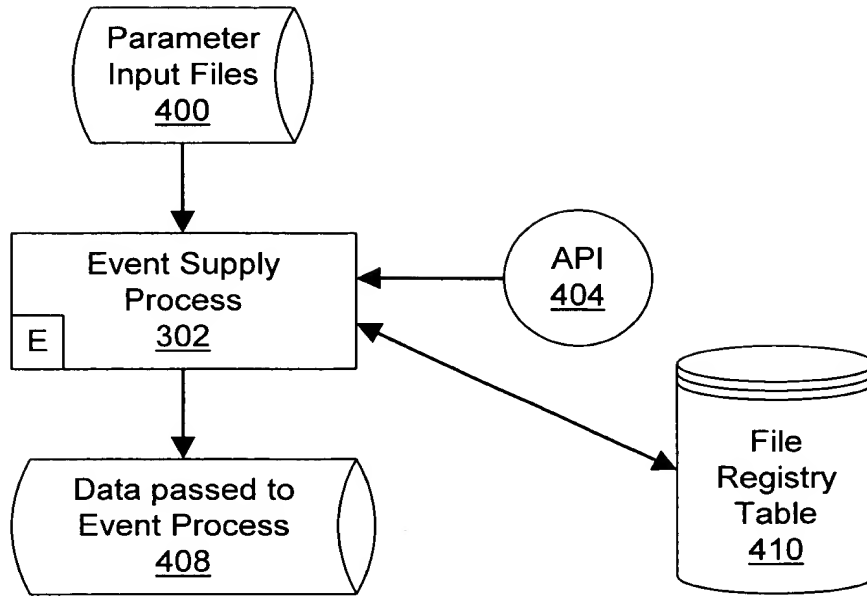 Parameter
Input Files
400
Event Supply
Process
302
E
API
404
File
Registry
Table
410
Data passed to
Event Process
408